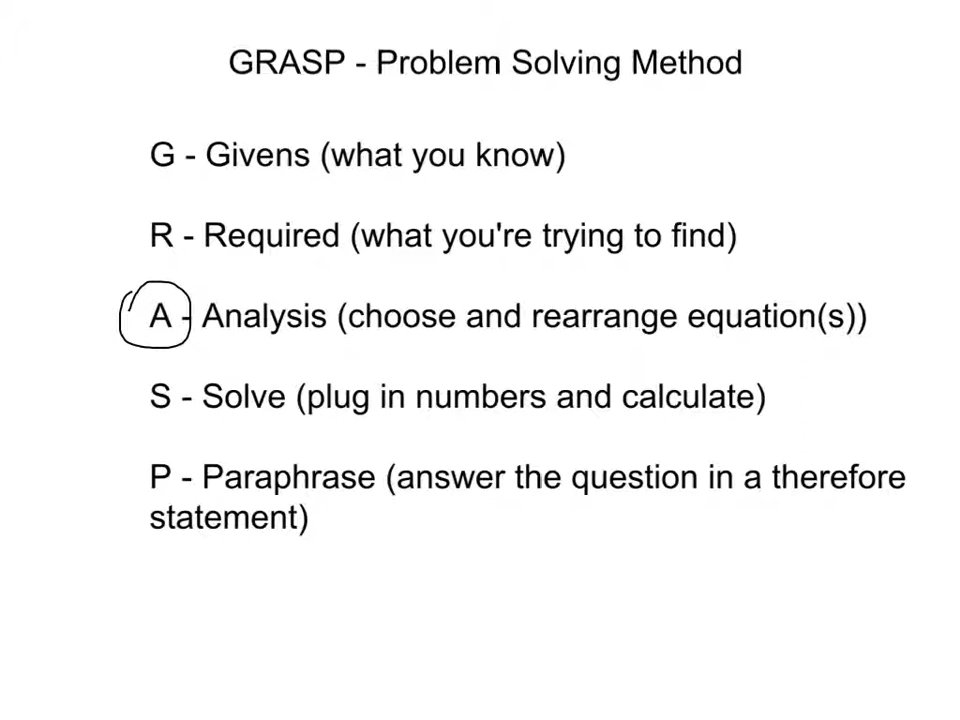 GRASP - Problem Solving Method
G - Givens (what you know)
R - Required (what you're trying to find)
A - Analysis (choose and rearrange equation(s))
S - Solve (plug in numbers and calculate)
P - Paraphrase (answer the question in a therefore
statement)